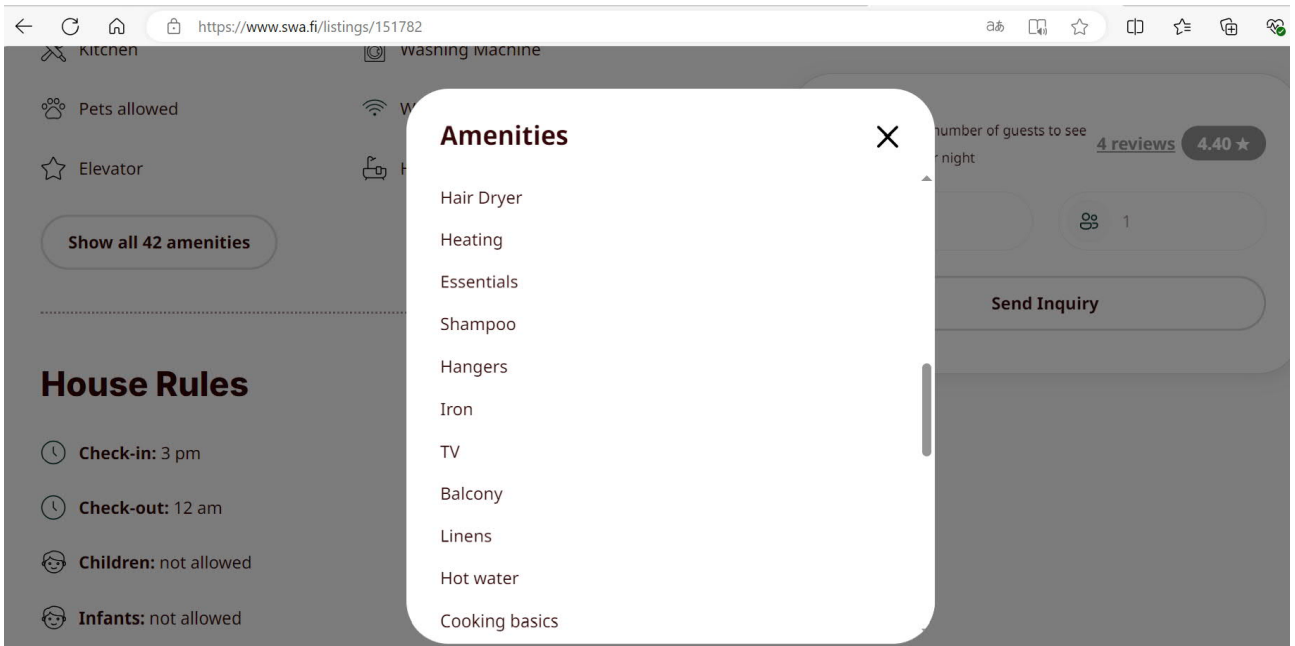 https://www.swa.fi/listings/151782
Kitchen
Washing Machine
Pets allowed
Elevator
Show all 42 amenities
House Rules
Check-in: 3 pm
Check-out: 12 am
Children: not allowed
Infants: not allowed
Amenities
Hair Dryer
Heating
Essentials
Shampoo
Hangers
Iron
TV
Balcony
Linens
Hot water
Cooking basics
number of guests to see
night
4 reviews
4.40 ★
1
Send Inquiry